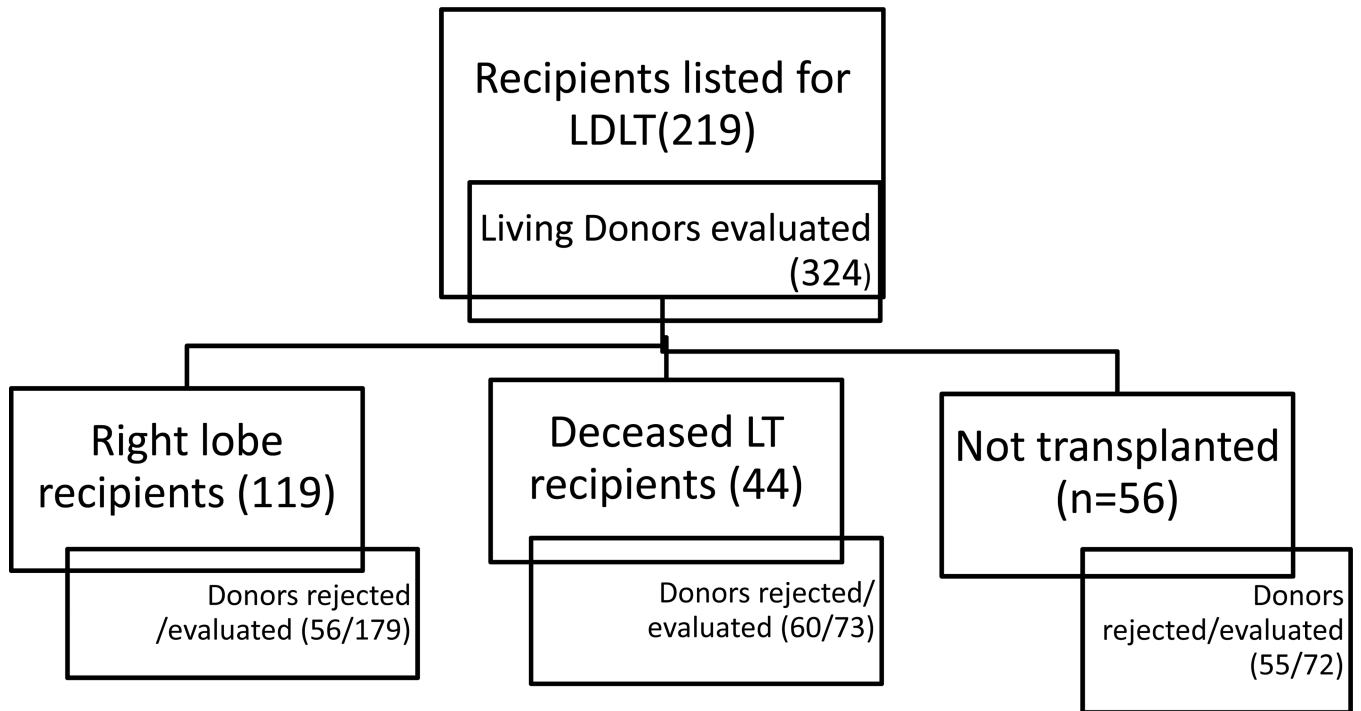 Recipients listed for
LDLT(219)
Living Donors evaluated
(324)
Right lobe
recipients (119)
Donors rejected
/evaluated (56/179)
Deceased LT
recipients (44)
Donors rejected/
evaluated (60/73)
Not transplanted
(n=56)
Donors
rejected/evaluated
(55/72)